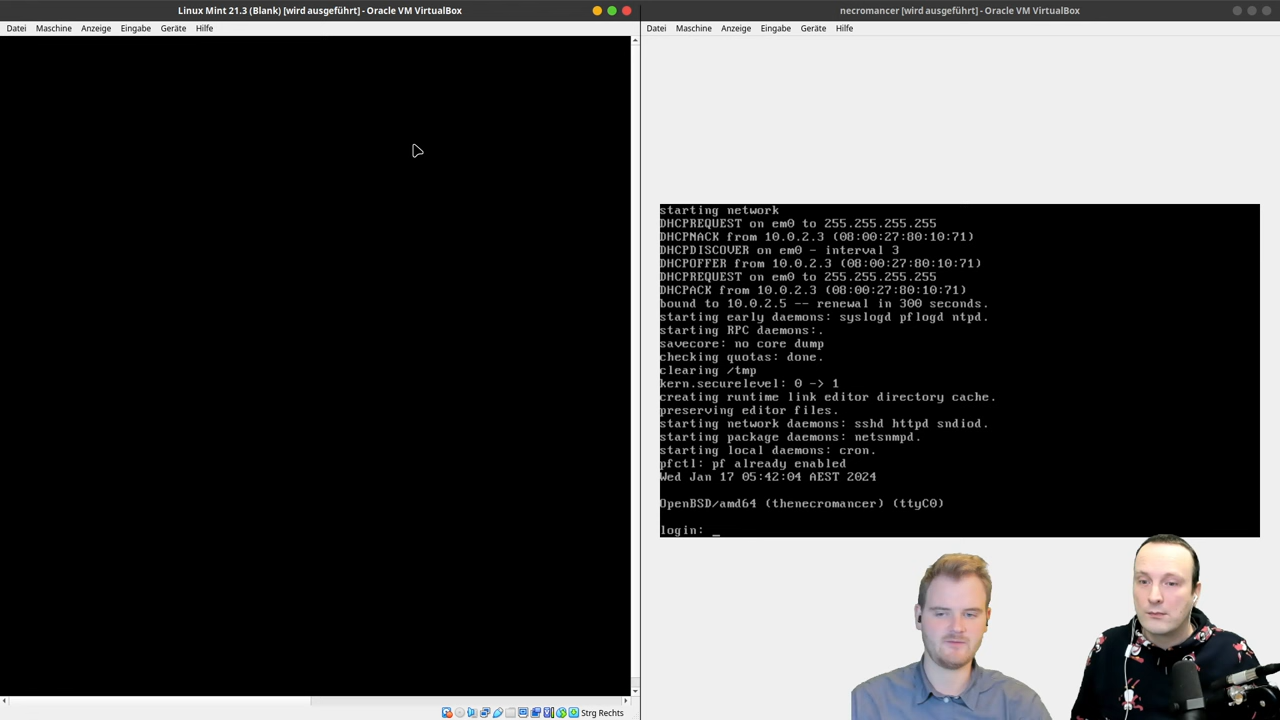 Linux Mint 21.3 (Blank) [wird ausgeführt] - Oracle VM VirtualBox
Datei Maschine Anzeige Eingabe Geräte Hilfe
Strg Rechts
necromancer [wird ausgeführt] - Oracle VM VirtualBox
Datei Maschine Anzeige Eingabe Geräte Hilfe
starting network
DHCPREQUEST on em0 to 255.255.255.255
DHCPNACK from 10.0.2.3 (08:00:27:80:10:71)
DHCPDISCOVER on em0 - interval 3
DHCPOFFER from 10.0.2.3 (08:00:27:80:10:71)
DHCPREQUEST on em0 to 255.255.255.255
DHCPACK from 10.0.2.3 (08:00:27:80:10:71)
bound to 10.0.2.5 -- renewal in 300 seconds.
starting early daemons: syslogd pflogd ntpd.
starting RPC daemons:.
savecore: no core dump
checking quotas: done.
clearing /tmp
kern.securelevel: 0 -> 1
creating runtime link editor directory cache.
preserving editor files.
starting network daemons: sshd httpd sndiod.
starting package daemons: netsnmpd.
starting local daemons: cron.
pfctl: pf already enabled
Wed Jan 17 05:42:04 AEST 2024
OpenBSD/amd64 (thenecromancer) (ttyC0)
login: _